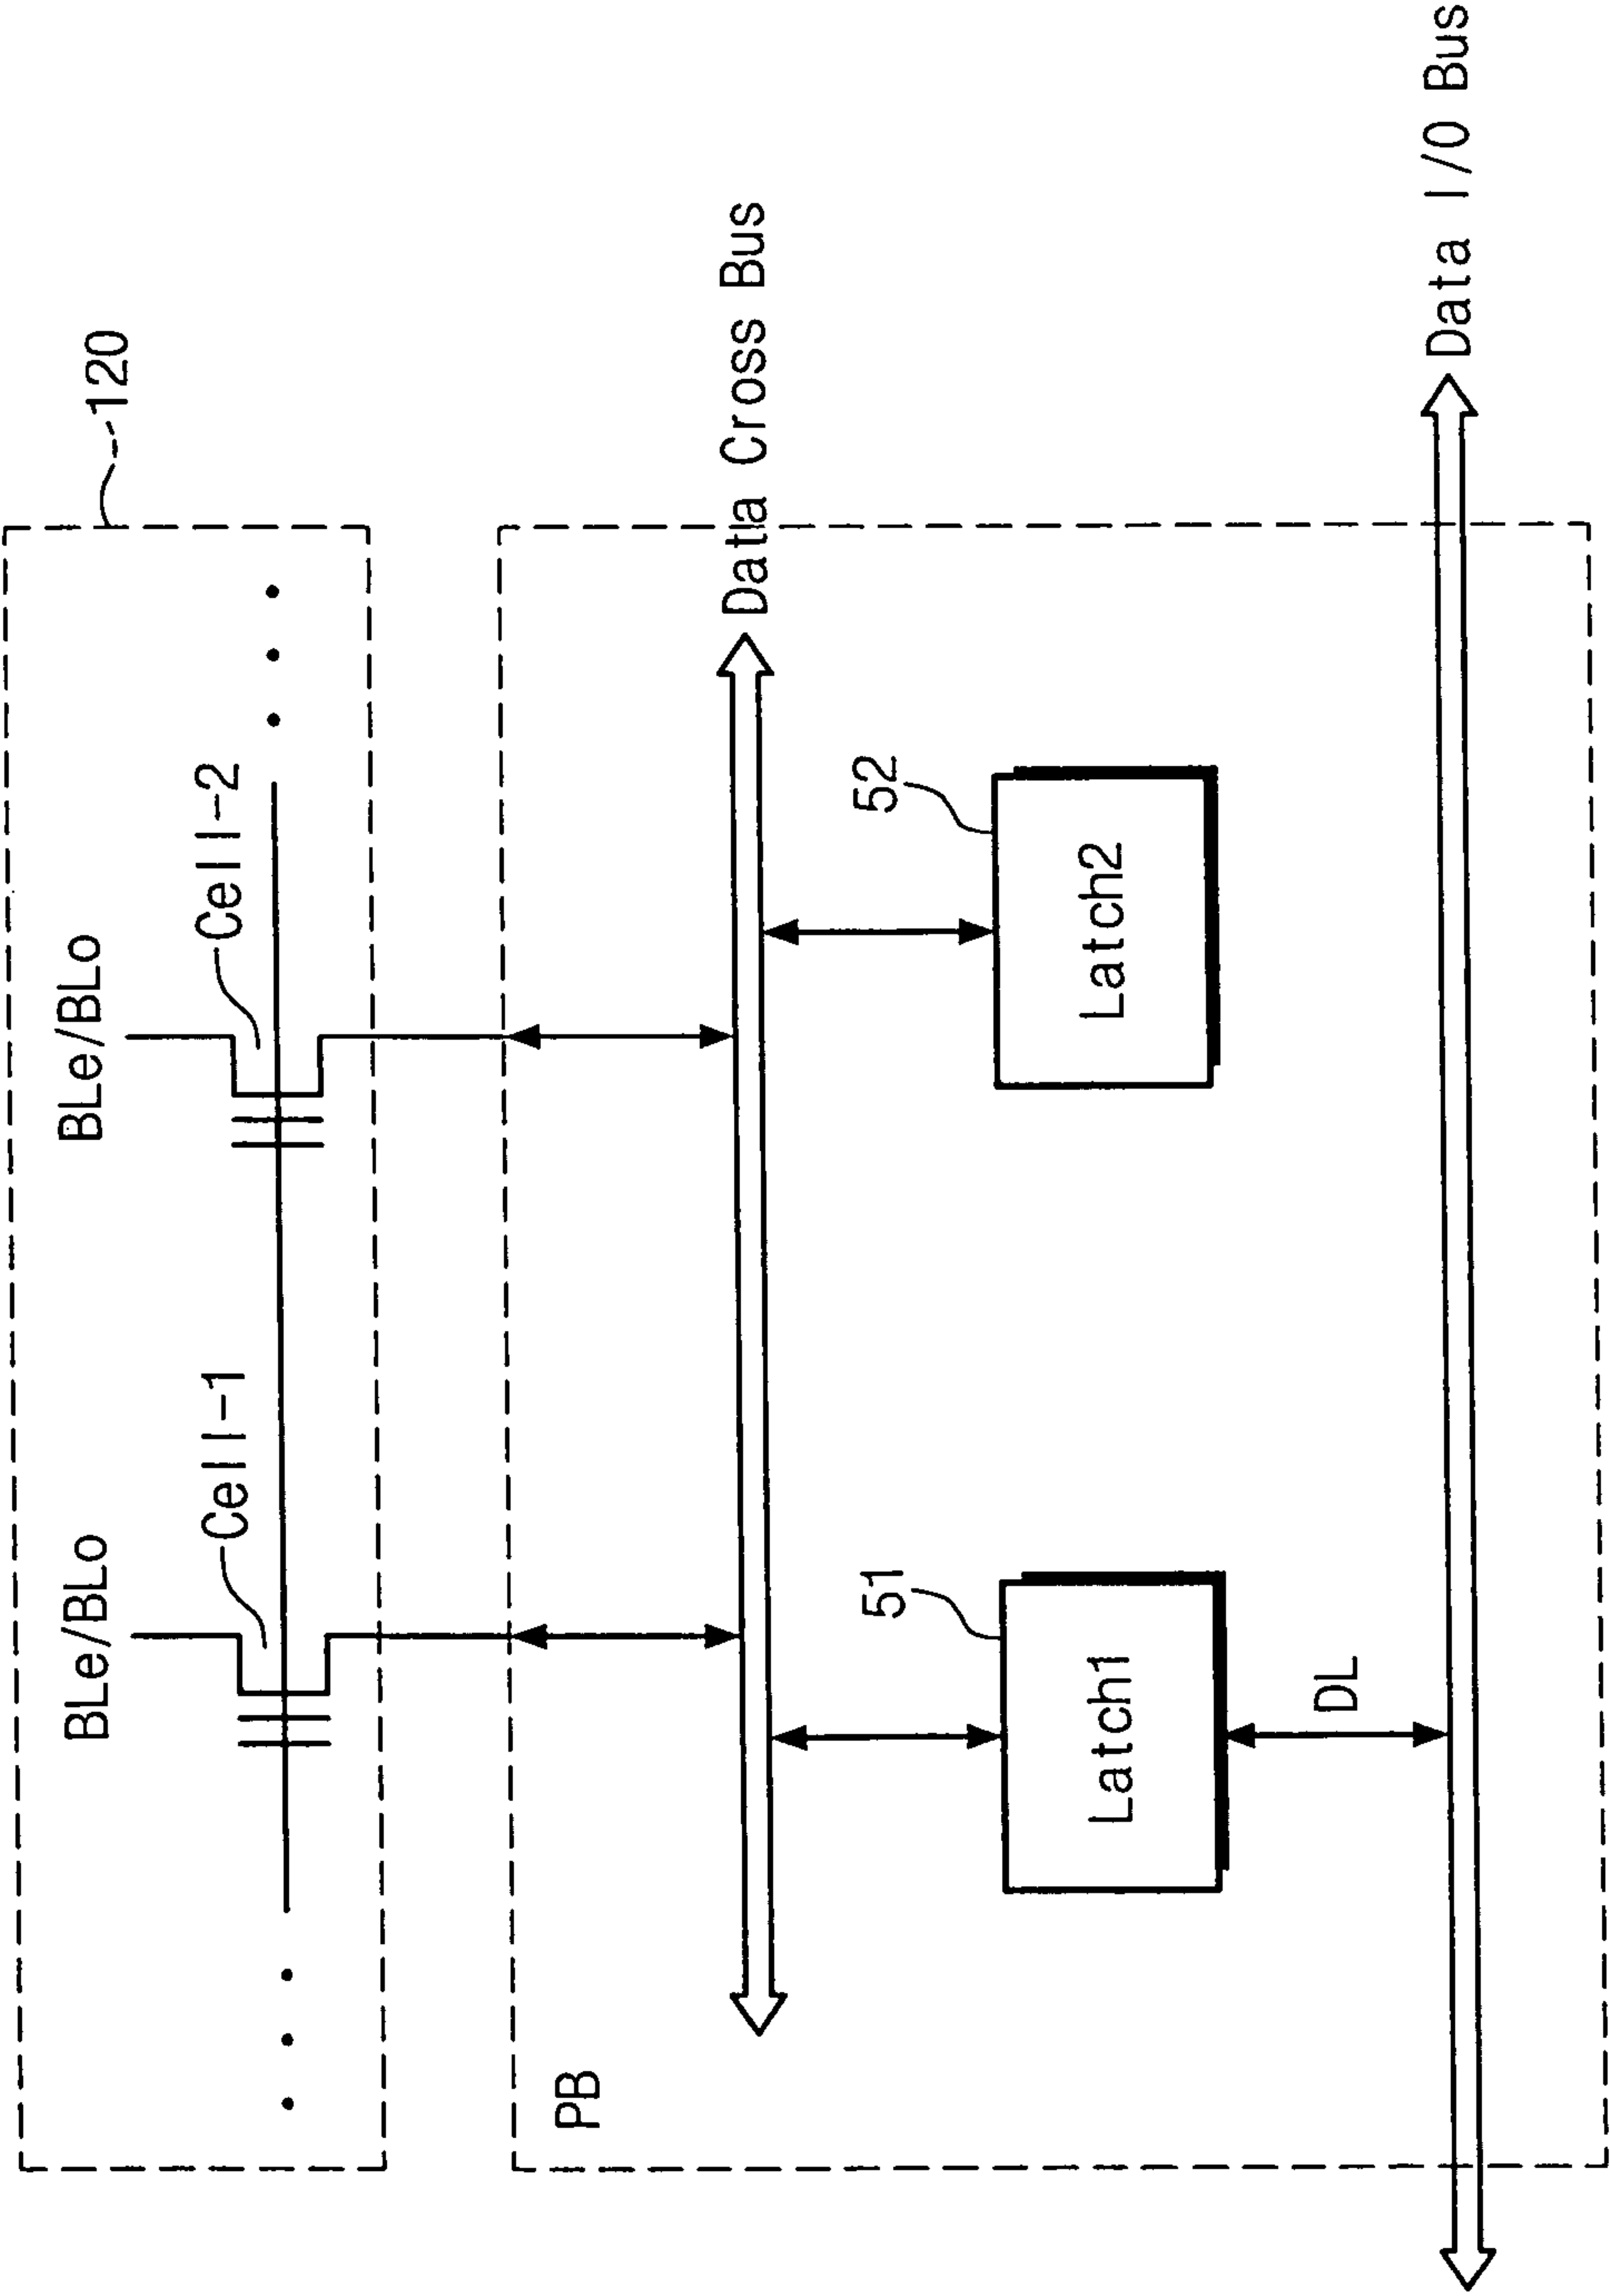 120
BLe/BLo
BLe/BLo
Cell-1
Cell-2
PB
Data Cross Bus
51
52
Latch1
Latch2
DL
Data I/O Bus